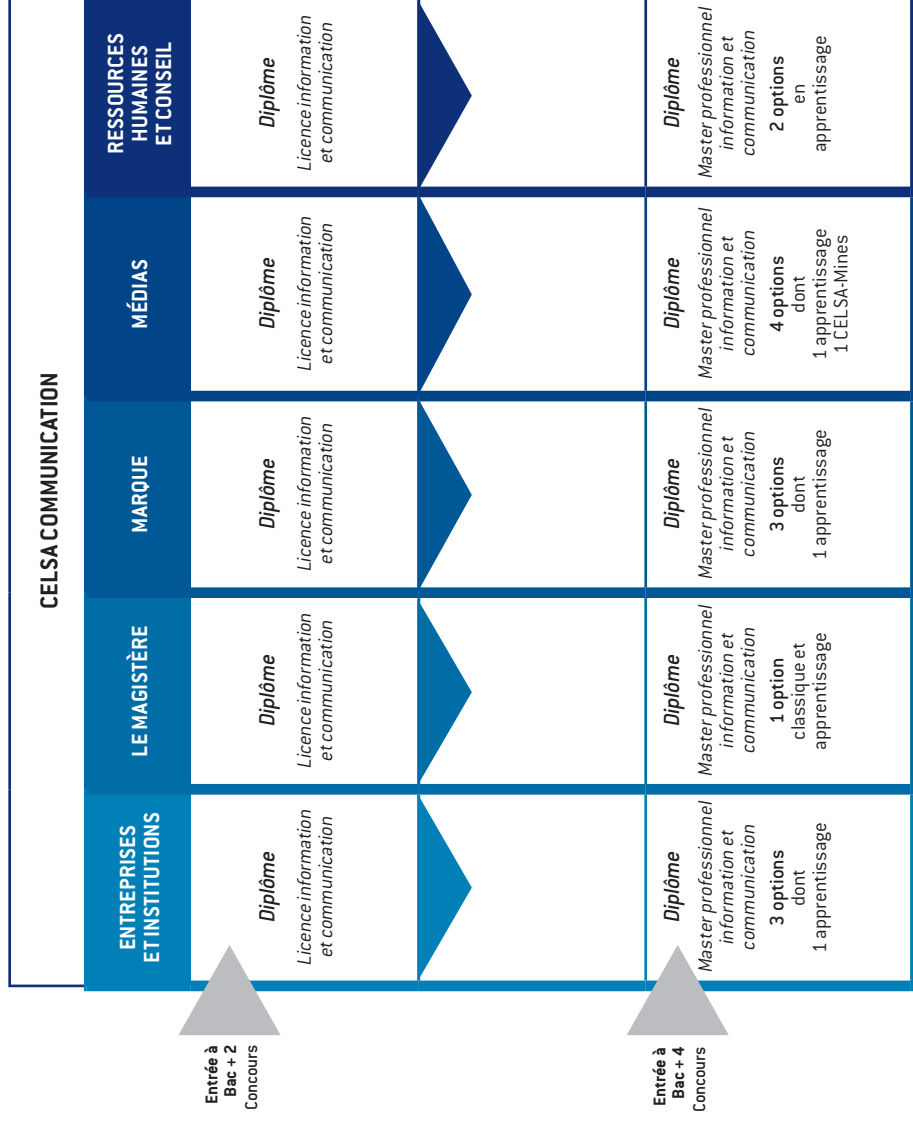 CELSA COMMUNICATION
ENTREPRISES
ET INSTITUTIONS
LE MAGISTÈRE
MARQUE
MÉDIAS
RESSOURCES
HUMAINES
ET CONSEIL
Entrée à
Bac + 2
Concours
Diplôme
Licence information
et communication
Diplôme
Licence information
et communication
Diplôme
Licence information
et communication
Diplôme
Licence information
et communication
Diplôme
Licence information
et communication
Entrée à
Bac + 4
Concours
Diplôme
Master professionnel
information et
communication
3 options
dont
1 apprentissage
Diplôme
Master professionnel
information et
communication
1 option
classique et
apprentissage
Diplôme
Master professionnel
information et
communication
3 options
dont
1 apprentissage
Diplôme
Master professionnel
information et
communication
4 options
dont
1 apprentissage
1 CELSA-Mines
Diplôme
Master professionnel
information et
communication
2 options
en
apprentissage